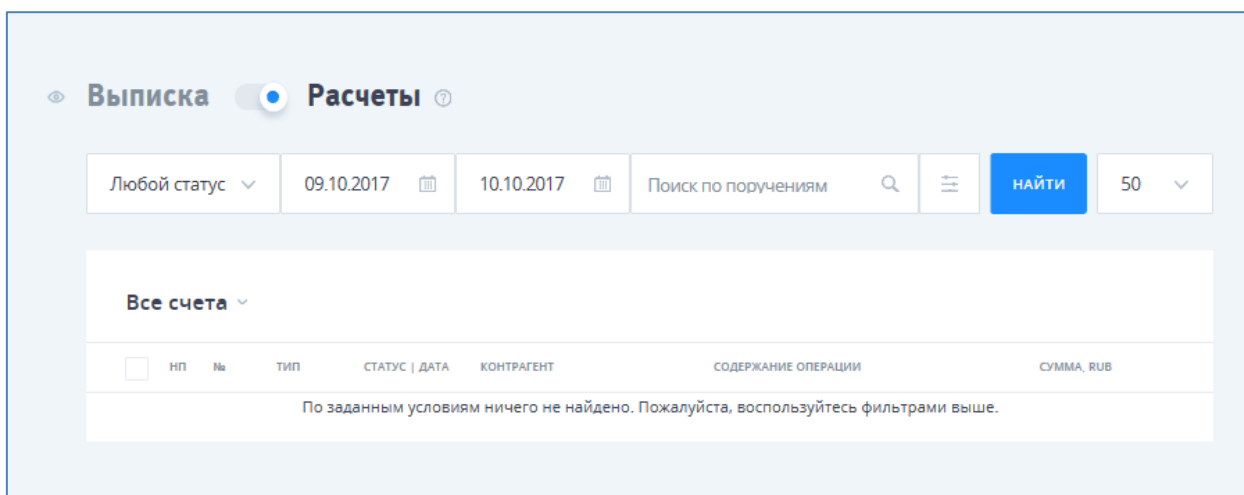 Выписка Расчеты ?
Любой статус 09.10.2017 10.10.2017 Поиск по поручениям НАЙТИ 50
Все счета
НП № ТИП СТАТУС | ДАТА КОНТРАГЕНТ СОДЕРЖАНИЕ ОПЕРАЦИИ СУММА, RUB
По заданным условиям ничего не найдено. Пожалуйста, воспользуйтесь фильтрами выше.